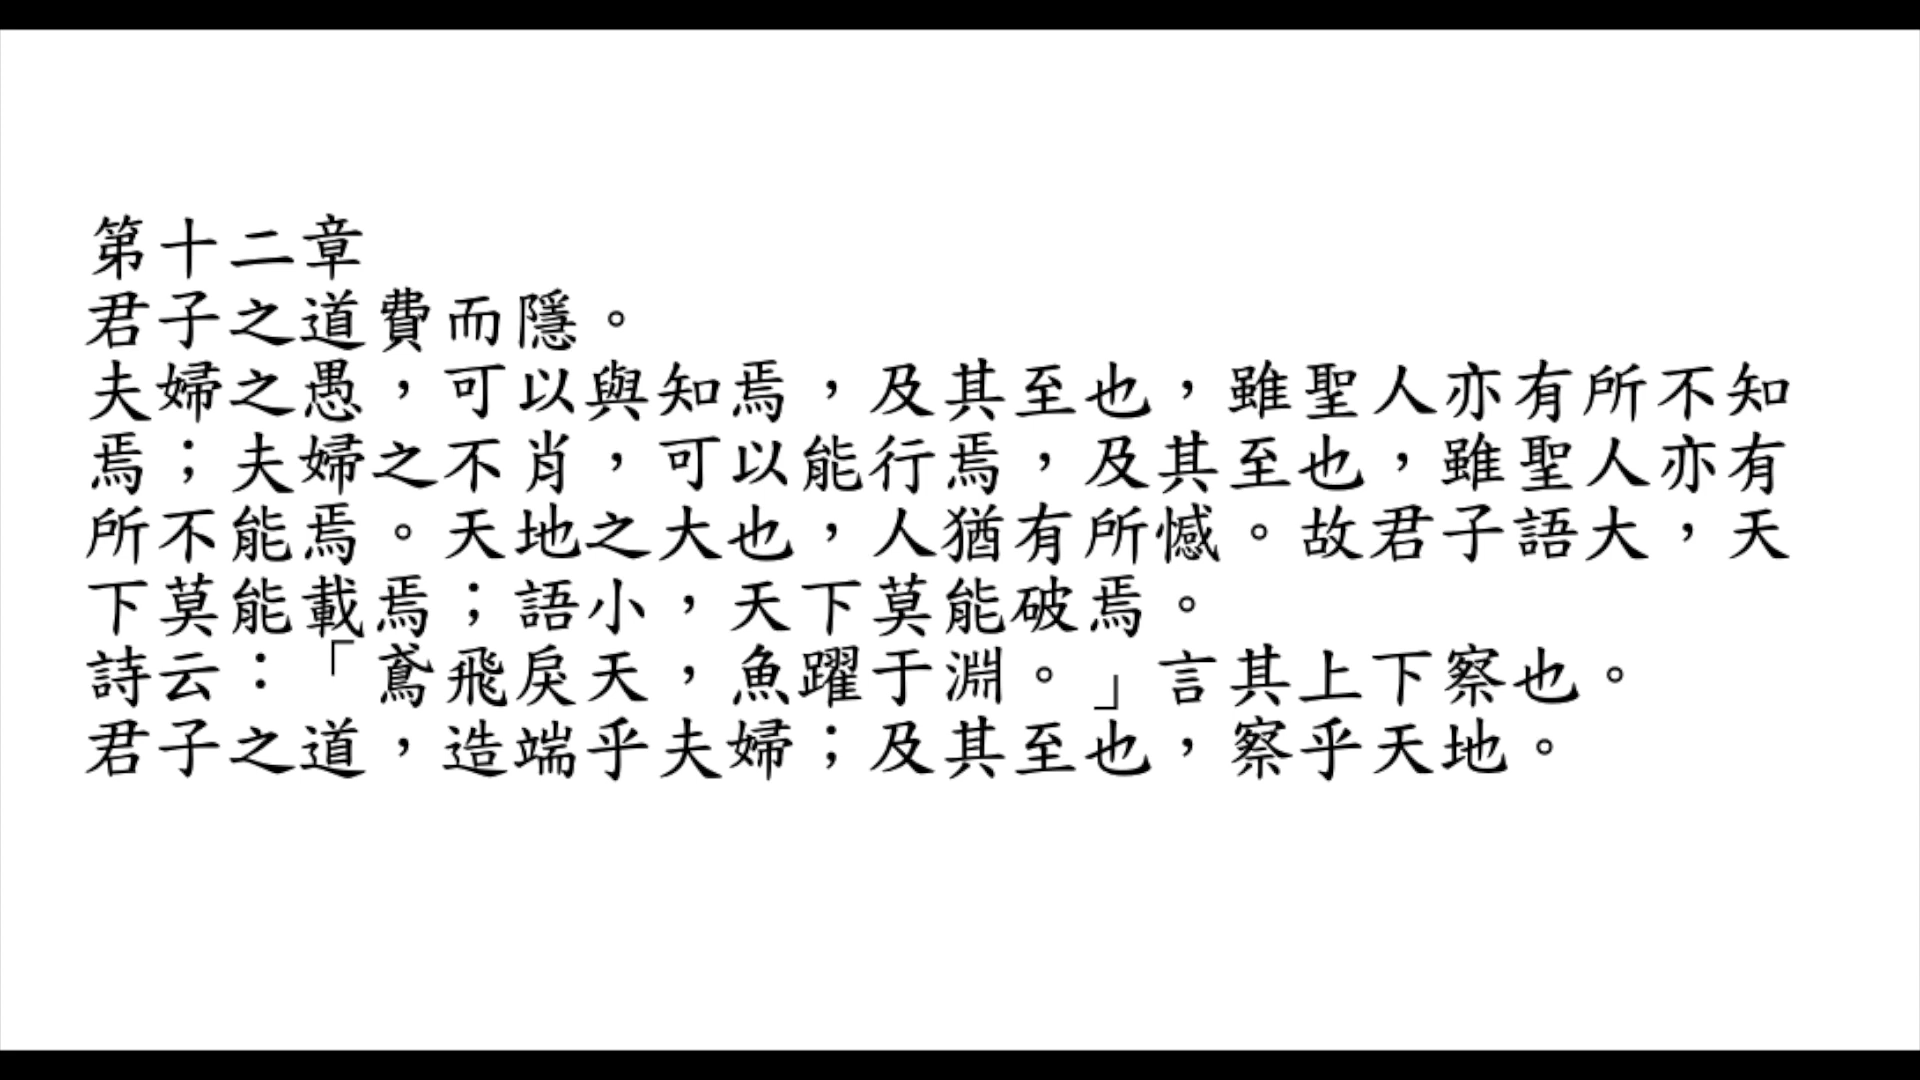 第十二章
君子之道費而隱。
夫婦之愚，可以與知焉，及其至也，雖聖人亦有所不知
焉；夫婦之不肖，可以能行焉，及其至也，雖聖人亦有
所不能焉。天地之大也，人猶有所憾。故君子語大，天
下莫能載焉；語小，天下莫能破焉。
詩云：「鳶飛戾天，魚躍于淵。」言其上下察也。
君子之道，造端乎夫婦；及其至也，察乎天地。